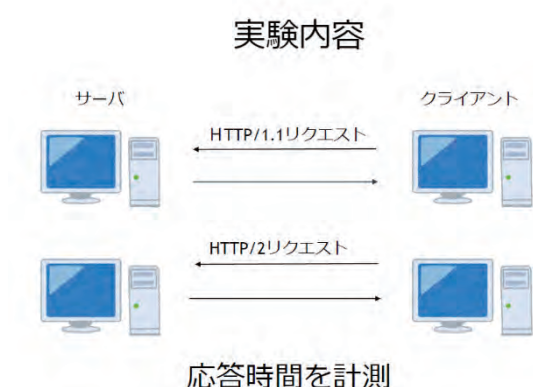 実験内容
サーバ
クライアント
HTTP/1.1リクエスト
HTTP/2リクエスト
応答時間を計測